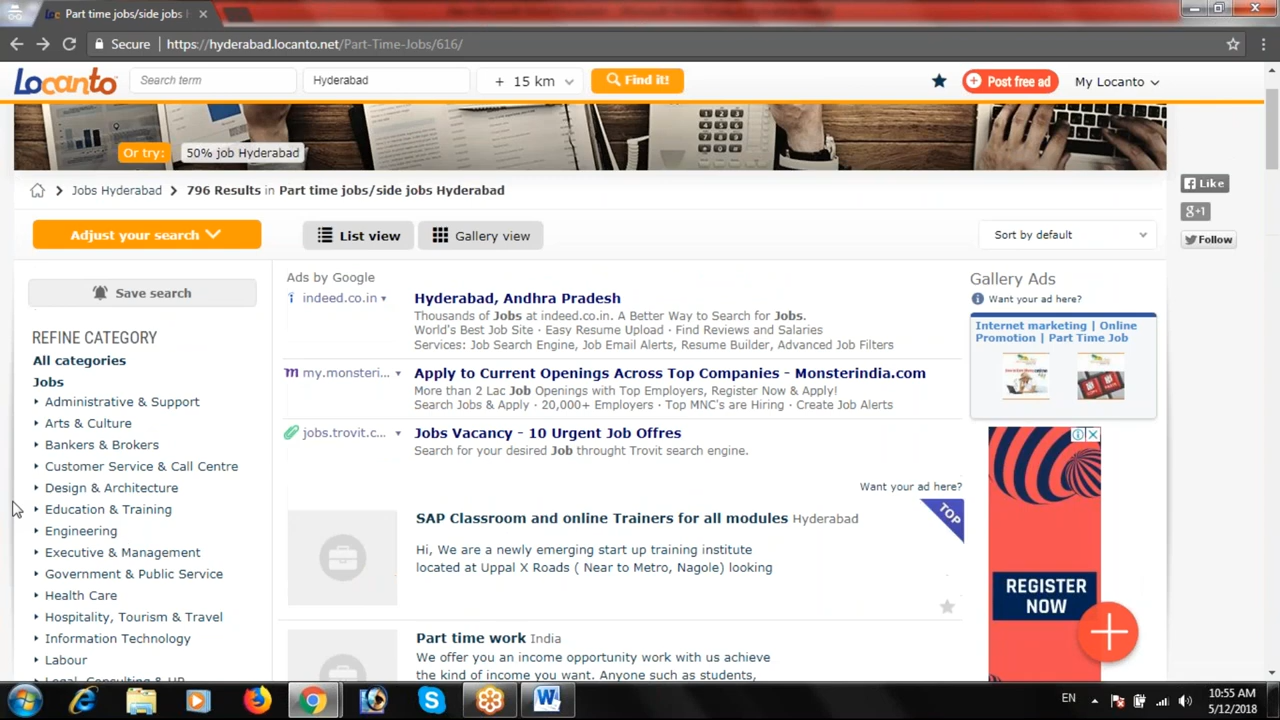 Part time jobs/side jobs
Secure
https://hyderabad.locanto.net/Part-Time-Jobs/616/
Locanto
Search term
Hyderabad
+ 15 km
Find it!
Post free ad
My Locanto
Or try:
50% job Hyderabad
Jobs Hyderabad
796 Results in Part time jobs/side jobs Hyderabad
Like
g+1
Follow
Adjust your search
List view
Gallery view
Sort by default
Save search
REFINE CATEGORY
All categories
Jobs
Administrative & Support
Arts & Culture
Bankers & Brokers
Customer Service & Call Centre
Design & Architecture
Education & Training
Engineering
Executive & Management
Government & Public Service
Health Care
Hospitality, Tourism & Travel
Information Technology
Labour
Legal, Consulting & HR
Ads by Google
indeed.co.in
Hyderabad, Andhra Pradesh
Thousands of Jobs at indeed.co.in. A Better Way to Search for Jobs.
World's Best Job Site · Easy Resume Upload · Find Reviews and Salaries
Services: Job Search Engine, Job Email Alerts, Resume Builder, Advanced Job Filters
my.monsteri...
Apply to Current Openings Across Top Companies - Monsterindia.com
More than 2 Lac Job Openings with Top Employers, Register Now & Apply!
Search Jobs & Apply · 20,000+ Employers · Top MNC's are Hiring · Create Job Alerts
jobs.trovit.c...
Jobs Vacancy - 10 Urgent Job Offres
Search for your desired Job throught Trovit search engine.
Want your ad here?
SAP Classroom and online Trainers for all modules Hyderabad
TOP
Hi, We are a newly emerging start up training institute
located at Uppal X Roads ( Near to Metro, Nagole) looking
Part time work India
We offer you an income opportunity work with us achieve
the kind of income you want. Anyone such as students,
Gallery Ads
Want your ad here?
Internet marketing | Online
Promotion | Part Time Job
REGISTER
NOW
EN
10:55 AM
5/12/2018